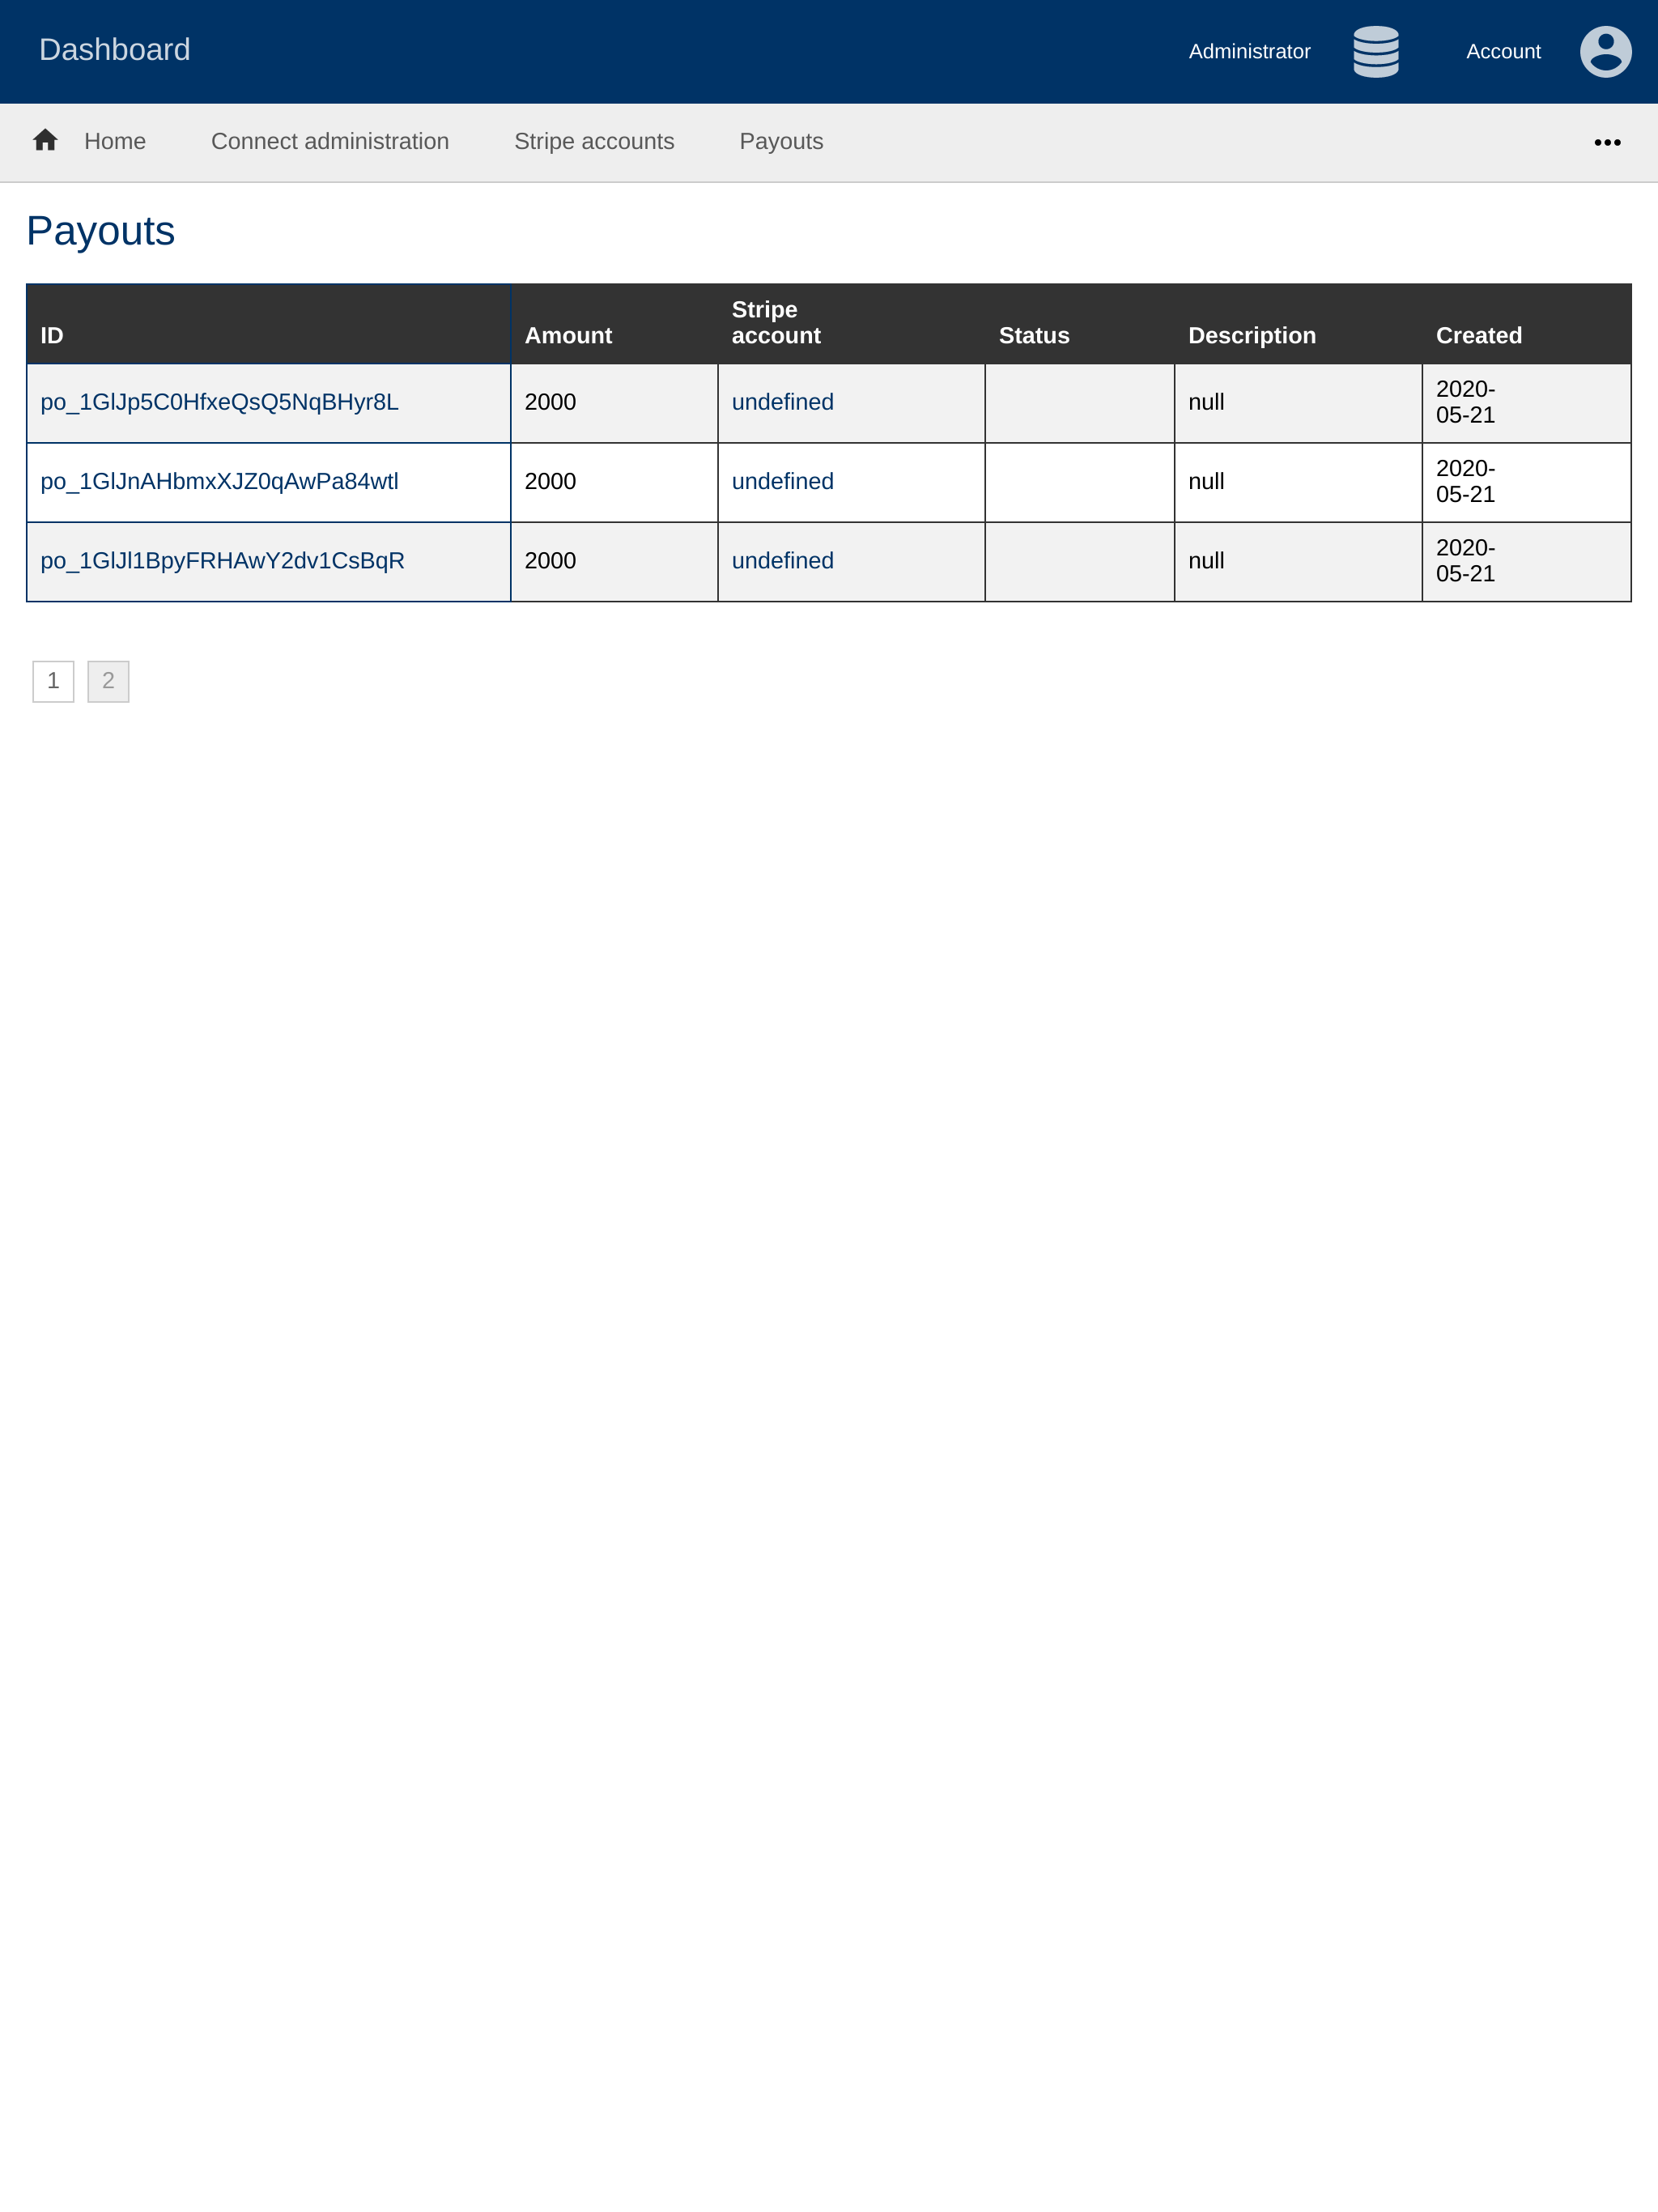 Dashboard
Administrator
Account
Home
Connect administration
Stripe accounts
Payouts
Payouts
ID
Amount
Stripe
account
Status
Description
Created
po_1GlJp5C0HfxeQsQ5NqBHyr8L
2000
undefined
null
2020-
05-21
po_1GlJnAHbmxXJZ0qAwPa84wtl
2000
undefined
null
2020-
05-21
po_1GlJl1BpyFRHAwY2dv1CsBqR
2000
undefined
null
2020-
05-21
1
2